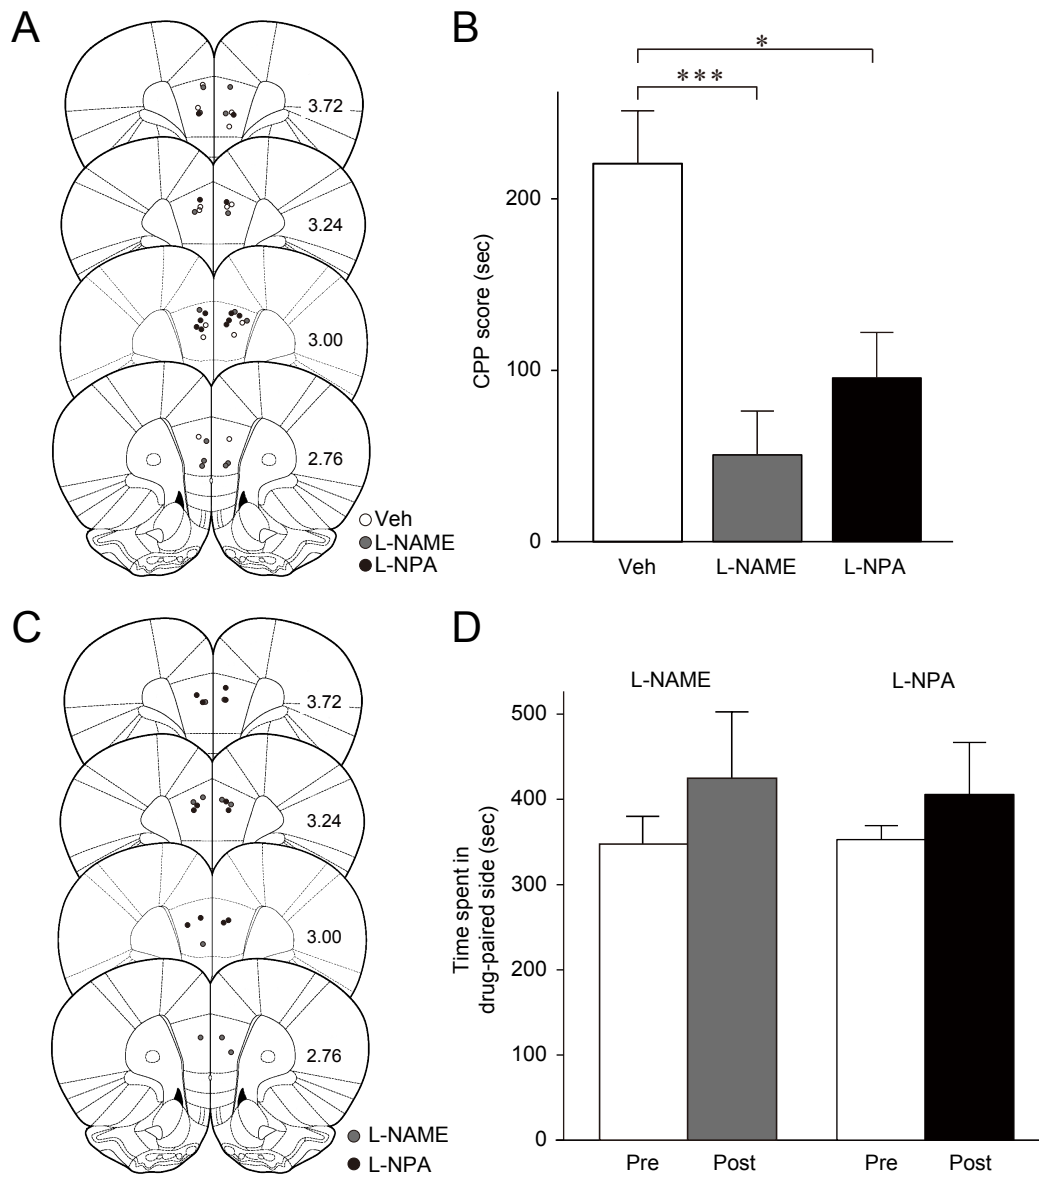 A
3.72
3.24
3.00
2.76
Veh
L-NAME
L-NPA
B
*
***
CPP score (sec)
200
100
0
Veh L-NAME L-NPA
C
3.72
3.24
3.00
2.76
L-NAME
L-NPA
D
L-NAME L-NPA
Time spent in
drug-paired side (sec)
500
400
300
200
100
0
Pre Post Pre Post